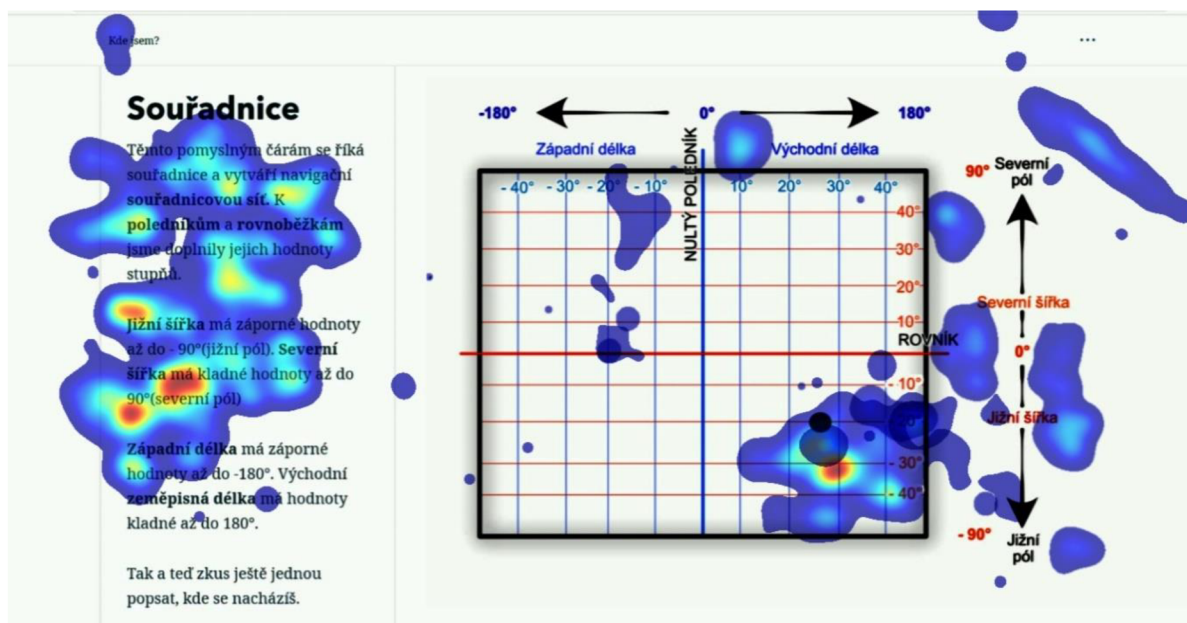 Kde jsem?
Souřadnice
Těmto pomyslným čárám se říká
souřadnice a vytváří navigační
souřadnicovou síť. K
poledníkům a rovnoběžkám
jsme doplnily jejich hodnoty
stupňů.
Jižní šířka má záporné hodnoty
až do - 90°(jižní pól). Severní
šířka má kladné hodnoty až do
90°(severní pól)
Západní délka má záporné
hodnoty až do -180°. Východní
zeměpisná délka má hodnoty
kladné až do 180°.
Tak a teď zkus ještě jednou
popsat, kde se nacházíš.
-180° 0° 180°
Západní délka Východní délka
NULTÝ POLEDNÍK
- 40° - 30° - 20° - 10° 10° 20° 30° 40°
40°
30°
20°
10°
ROVNÍK
- 10°
- 30°
- 40°
90° Severní
pól
Severní šířka
0°
Jižní šířka
- 90°
Jižní
pól